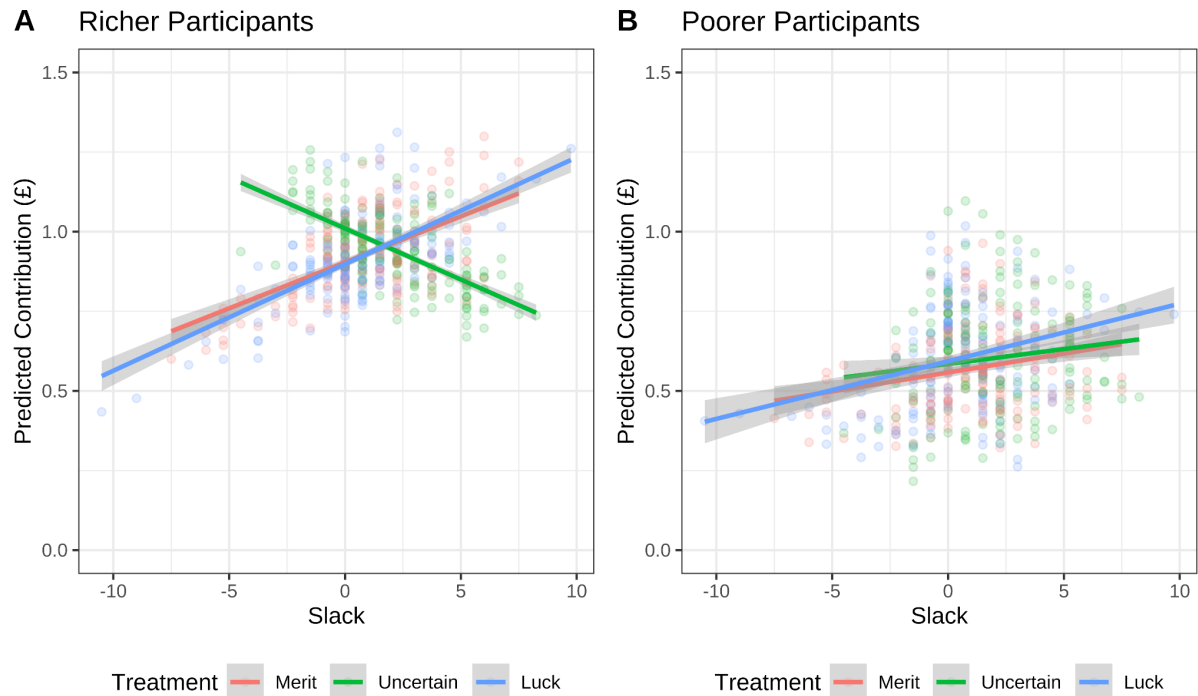 A Richer Participants
Predicted Contribution (£)
1.5
1.0
0.5
0.0
-10 -5 0 5 10
Slack
Treatment Merit Uncertain Luck
B Poorer Participants
Predicted Contribution (£)
1.5
1.0
0.5
0.0
-10 -5 0 5 10
Slack
Treatment Merit Uncertain Luck